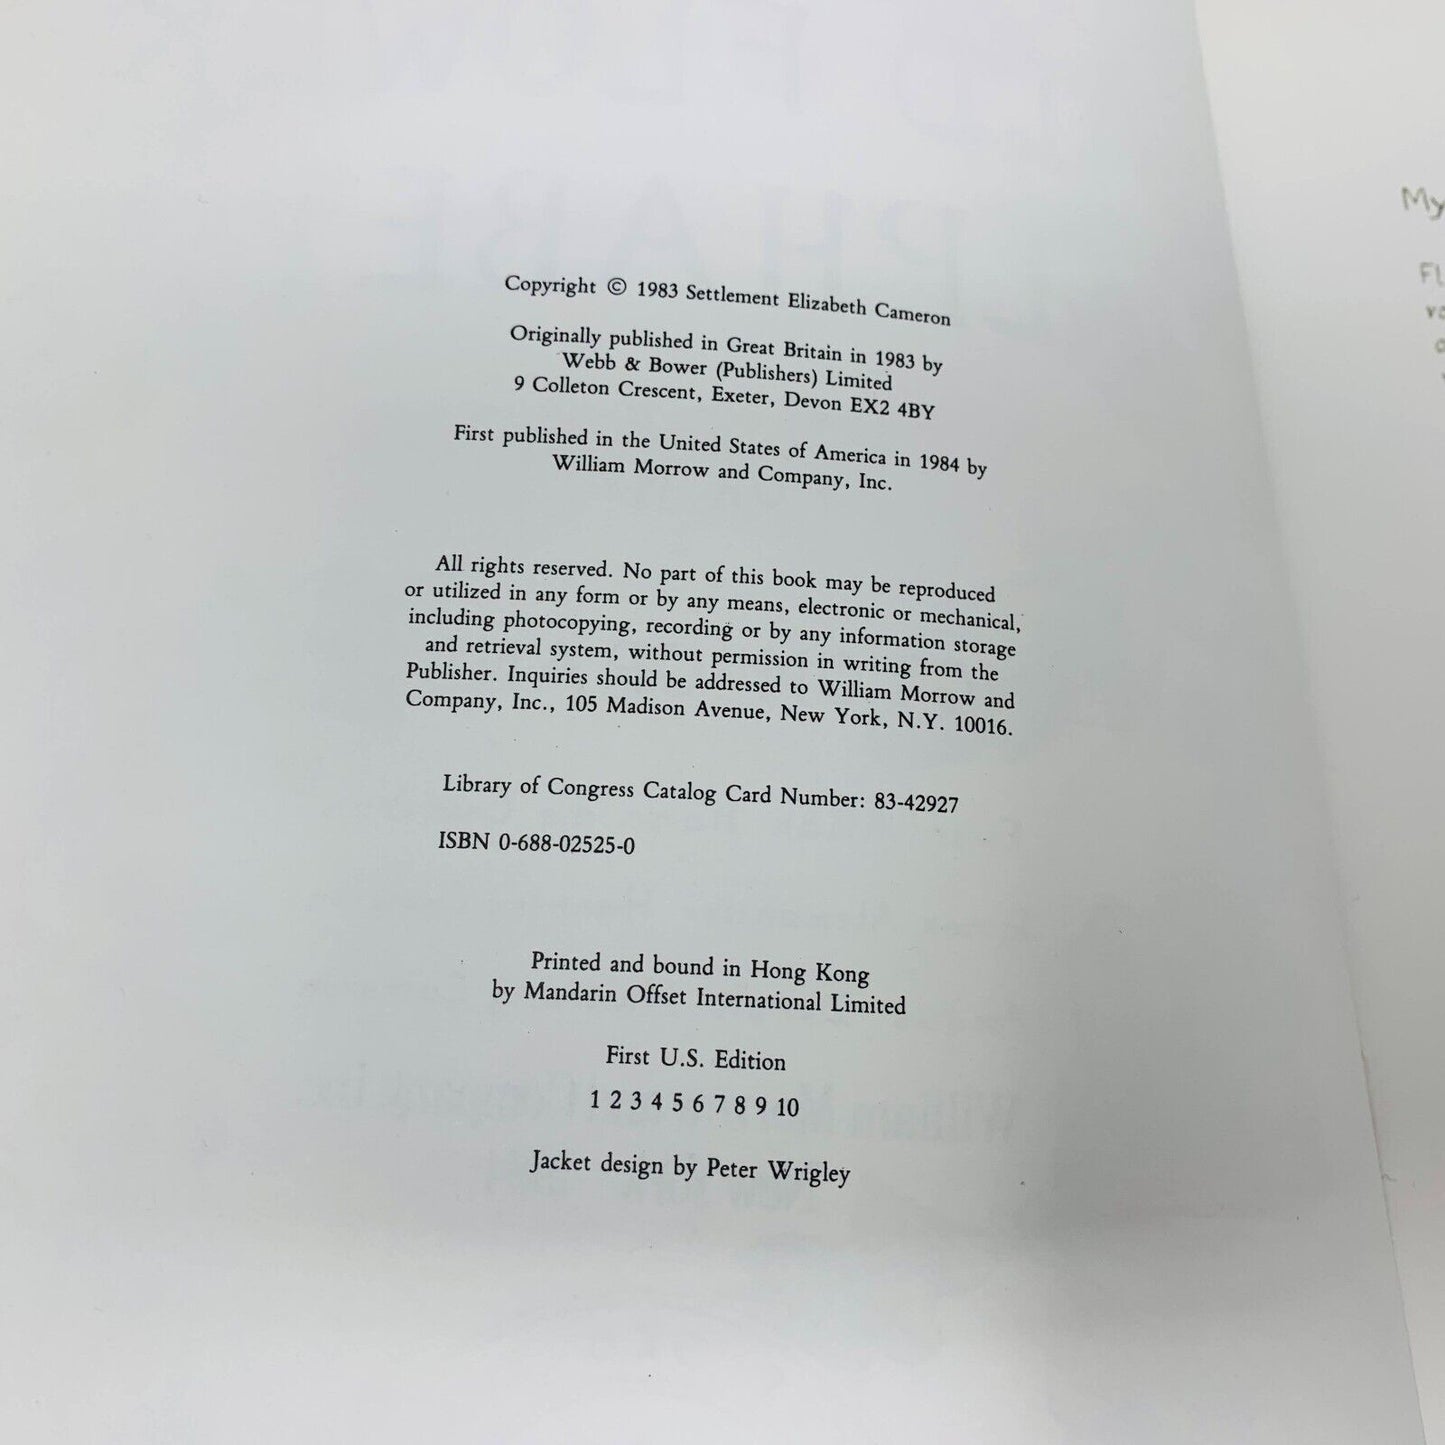 Copyright © 1983 Settlement Elizabeth Cameron
Originally published in Great Britain in 1983 by
Webb & Bower (Publishers) Limited
9 Colleton Crescent, Exeter, Devon EX2 4BY
First published in the United States of America in 1984 by
William Morrow and Company, Inc.
All rights reserved. No part of this book may be reproduced
or utilized in any form or by any means, electronic or mechanical,
including photocopying, recording or by any information storage
and retrieval system, without permission in writing from the
Publisher. Inquiries should be addressed to William Morrow and
Company, Inc., 105 Madison Avenue, New York, N.Y. 10016.
Library of Congress Catalog Card Number: 83-42927
ISBN 0-688-02525-0
Printed and bound in Hong Kong
by Mandarin Offset International Limited
First U.S. Edition
1 2 3 4 5 6 7 8 9 10
Jacket design by Peter Wrigley
My